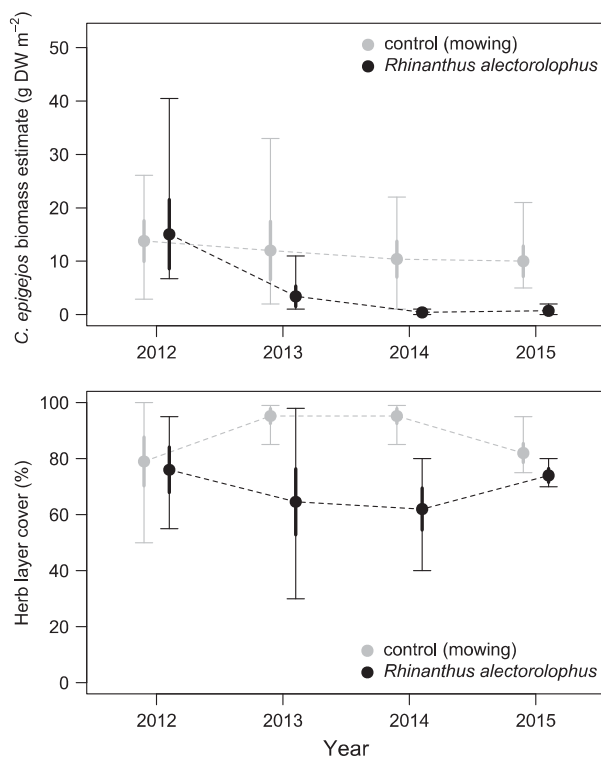 C. epigejos biomass estimate (g DW m⁻²)
50
40
30
20
10
0
control (mowing)
Rhinanthus alectorolophus
2012 2013 2014 2015
Herb layer cover (%)
100
80
60
40
20
0
control (mowing)
Rhinanthus alectorolophus
2012 2013 2014 2015
Year